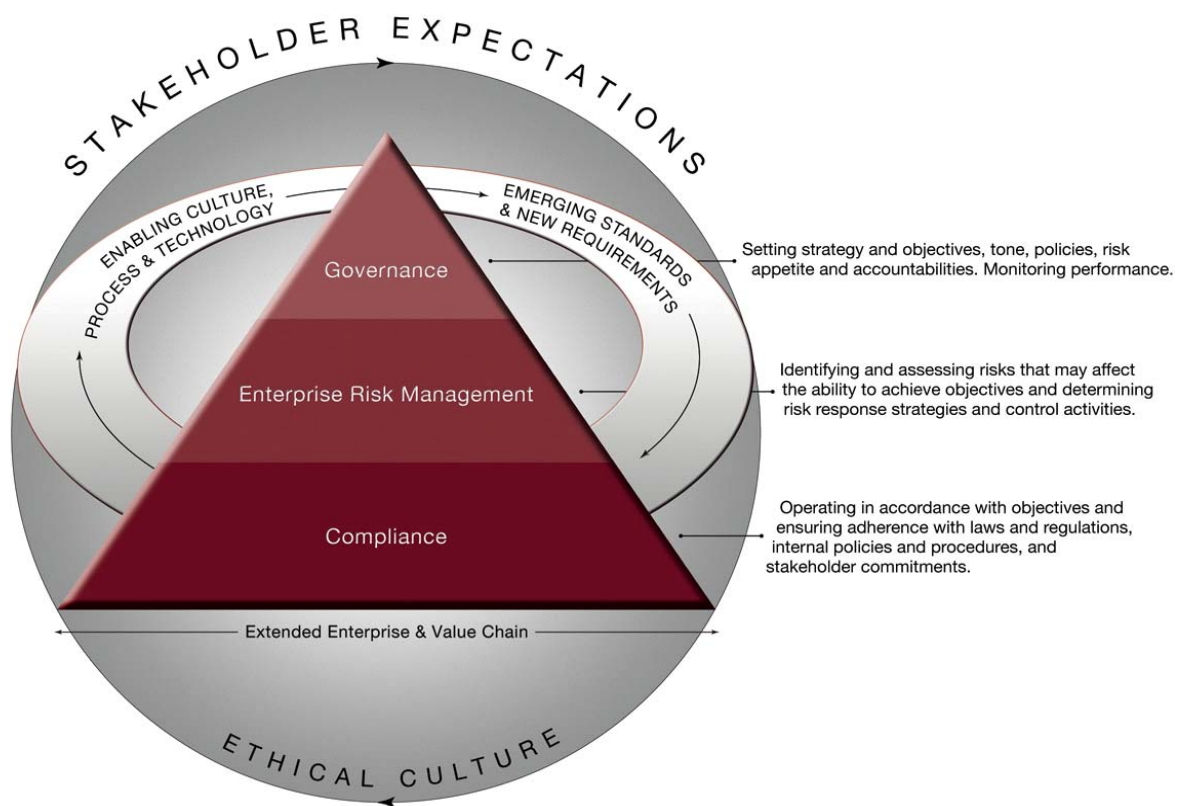 STAKEHOLDER EXPECTATIONS
ENABLING CULTURE,
PROCESS & TECHNOLOGY
EMERGING STANDARDS
& NEW REQUIREMENTS
Governance
Setting strategy and objectives, tone, policies, risk
appetite and accountabilities. Monitoring performance.
Enterprise Risk Management
Identifying and assessing risks that may affect
the ability to achieve objectives and determining
risk response strategies and control activities.
Compliance
Operating in accordance with objectives and
ensuring adherence with laws and regulations,
internal policies and procedures, and
stakeholder commitments.
Extended Enterprise & Value Chain
ETHICAL CULTURE